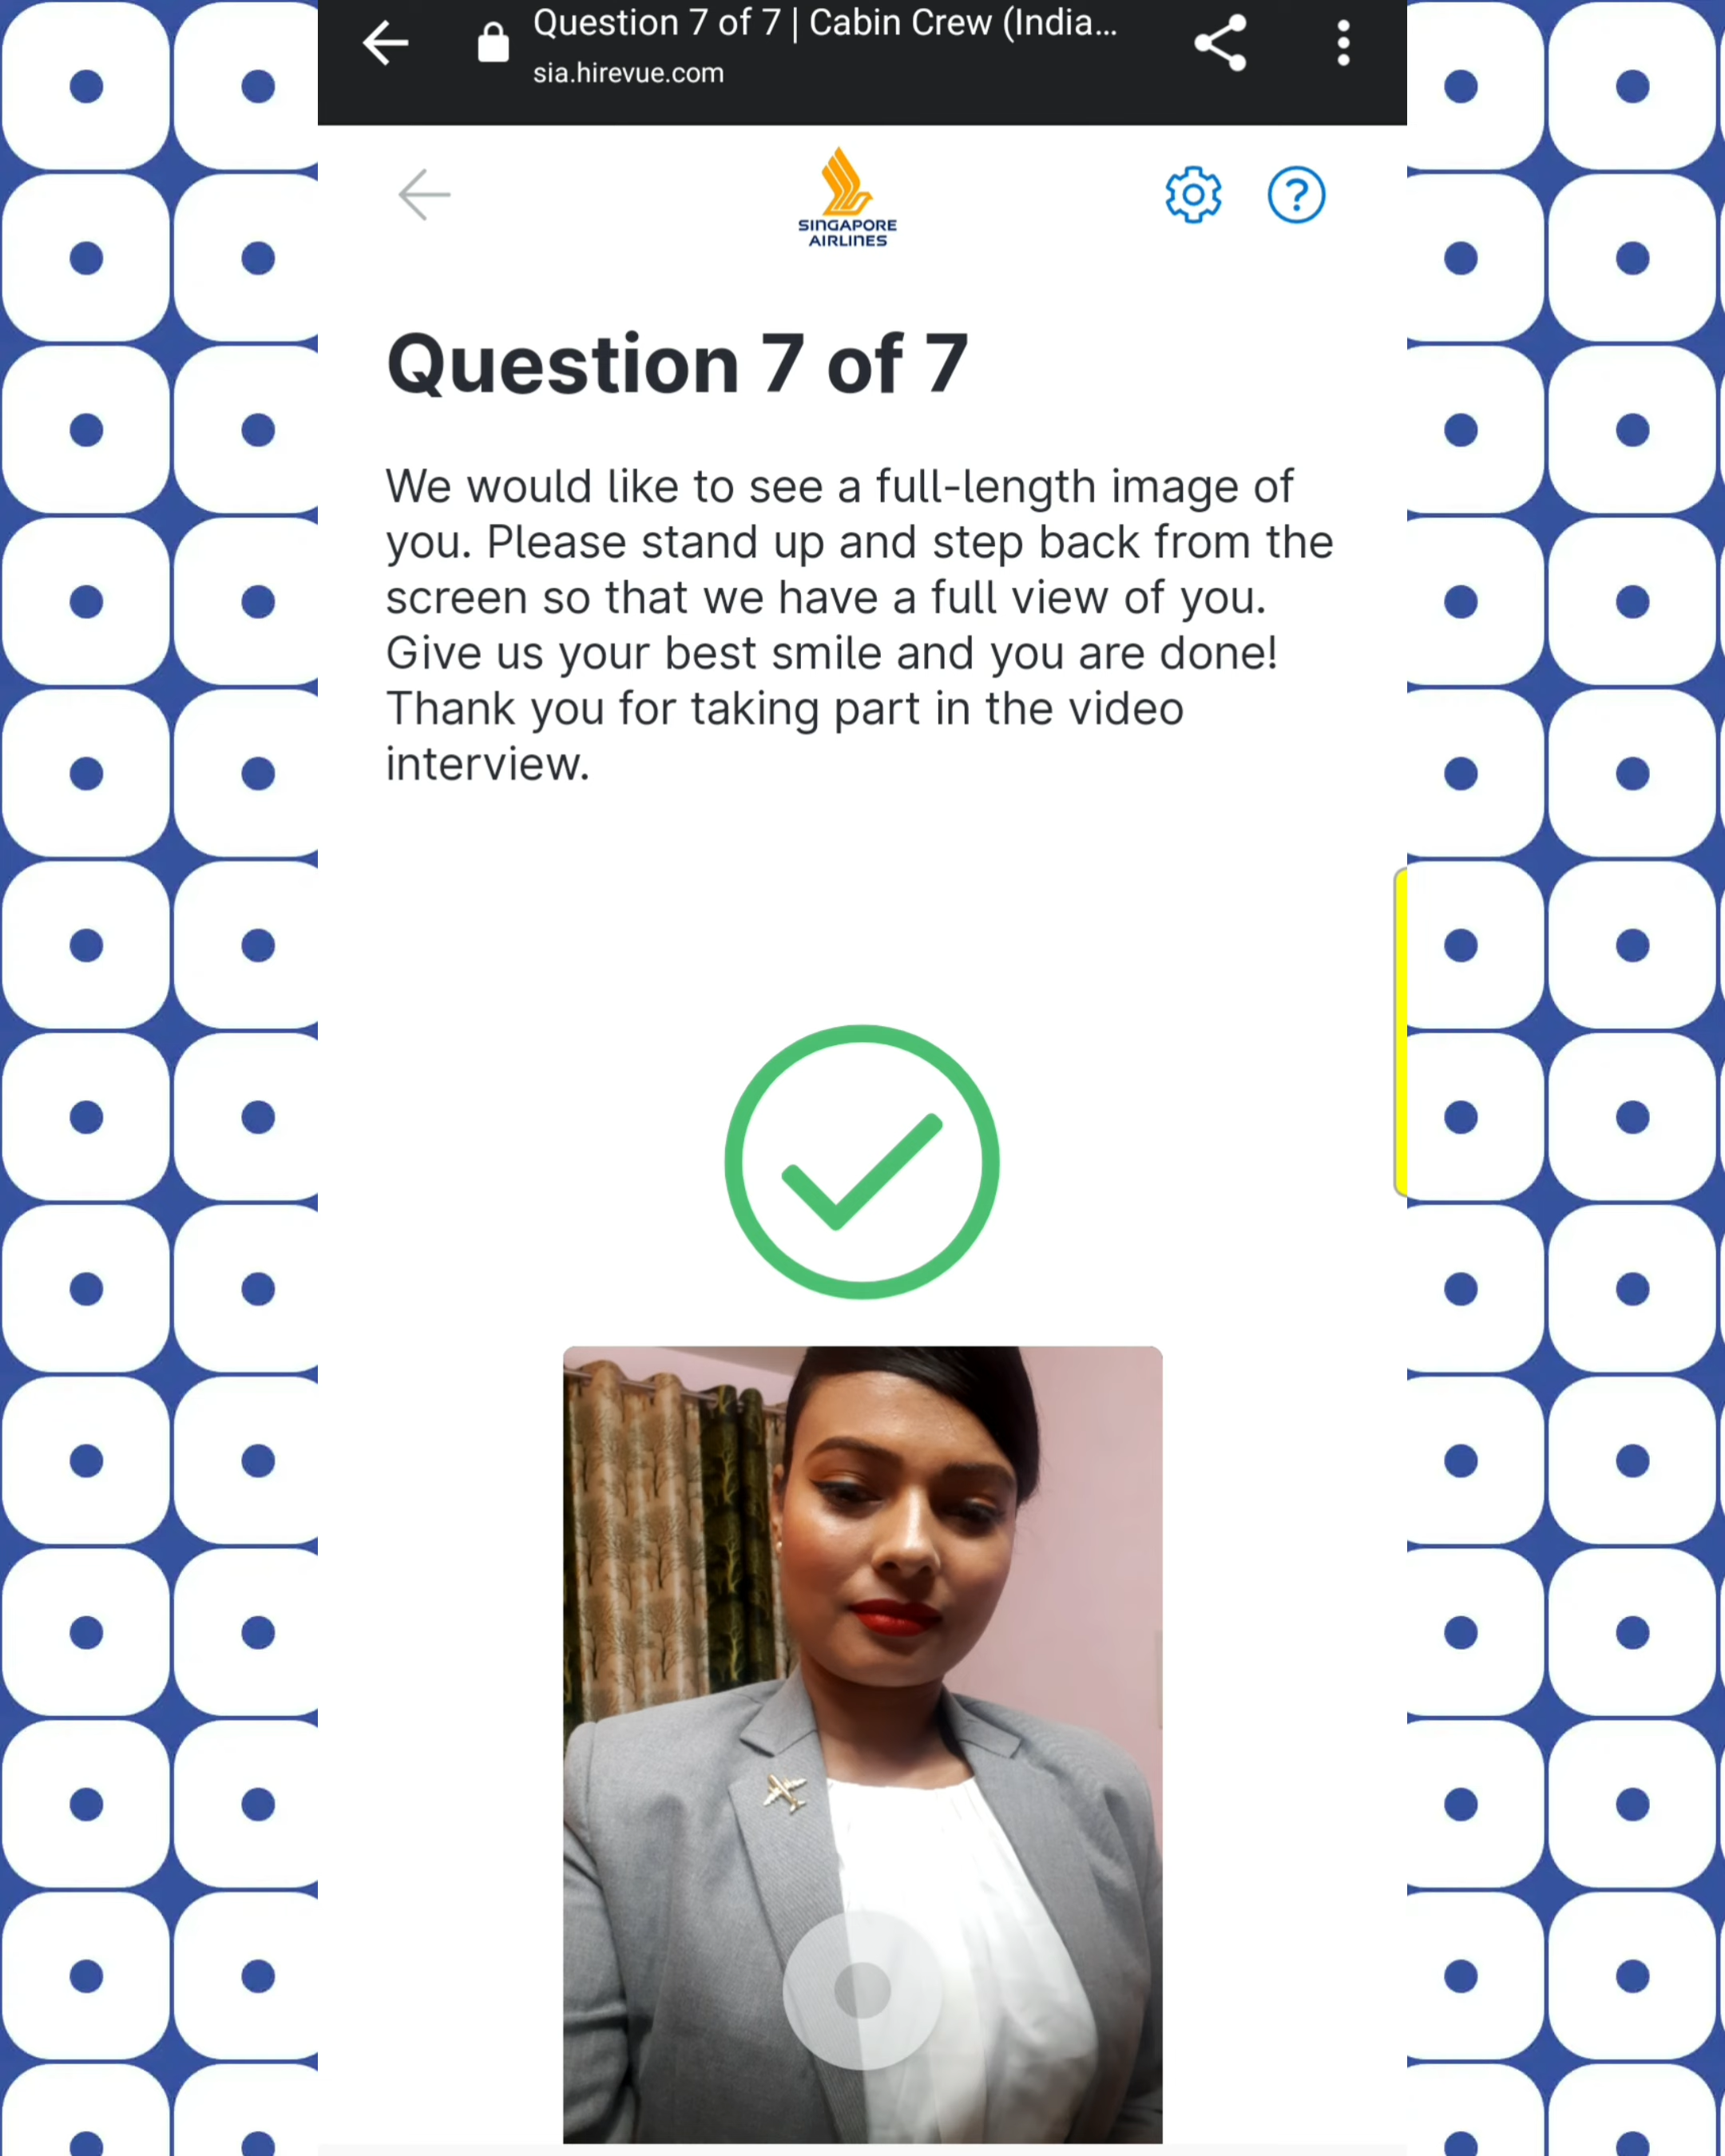 Question 7 of 7 | Cabin Crew (India...
sia.hirevue.com
SINGAPORE
AIRLINES
?
Question 7 of 7
We would like to see a full-length image of
you. Please stand up and step back from the
screen so that we have a full view of you.
Give us your best smile and you are done!
Thank you for taking part in the video
interview.